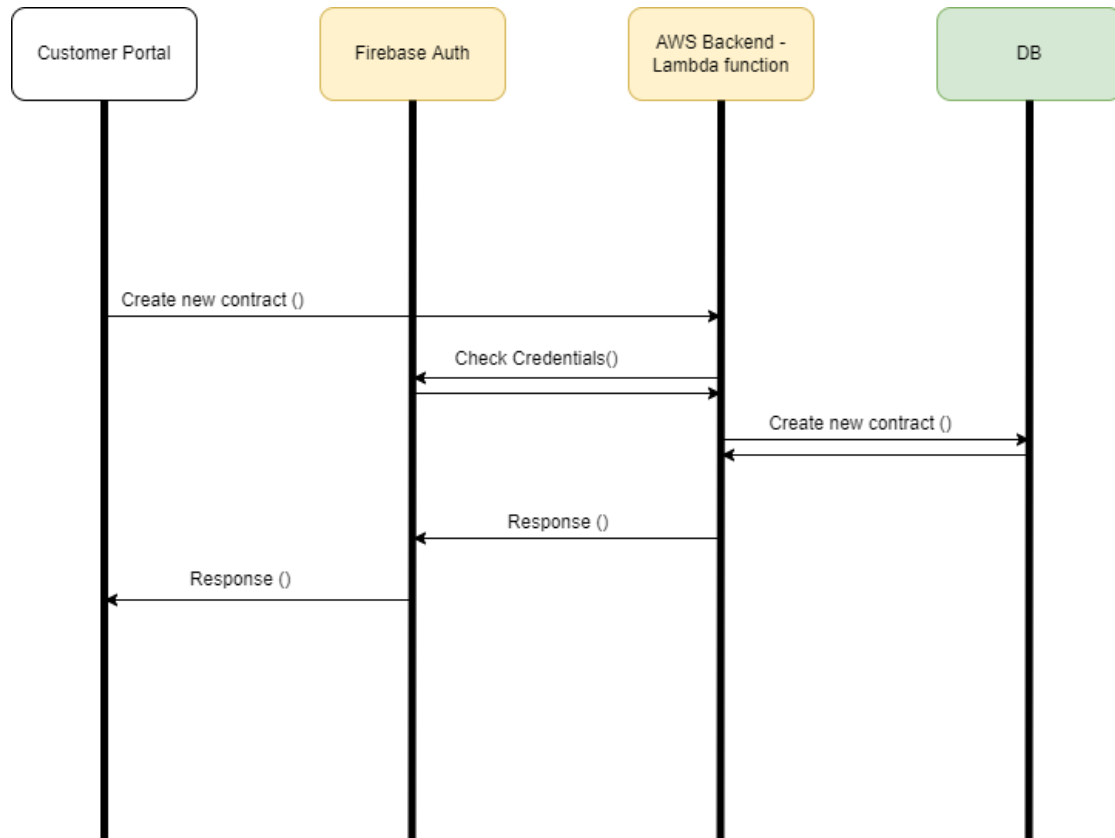 Customer Portal
Firebase Auth
AWS Backend -
Lambda function
DB
Create new contract ()
Check Credentials()
Create new contract ()
Response ()
Response ()